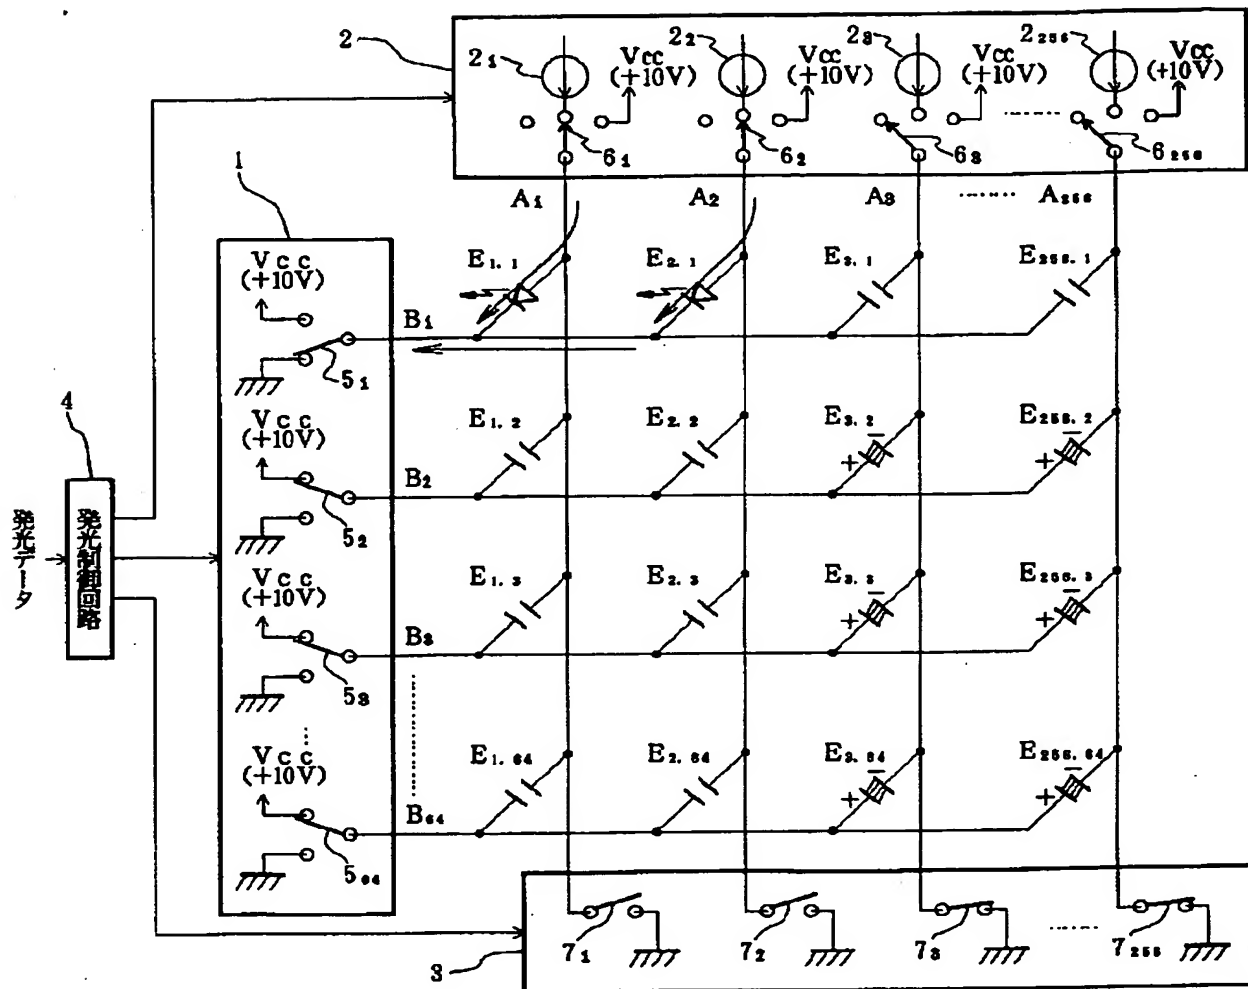 2
2₁
VCC
(+10V)
2₂
VCC
(+10V)
2₃
VCC
(+10V)
2₂₅₆
VCC
(+10V)
6₁
6₂
6₃
6₂₅₆
A₁
A₂
A₃
A₂₅₆
1
Vcc
(+10V)
5₁
B₁
E₁.₁
E₂.₁
E₃.₁
E₂₅₆.₁
4
発光データ
発光制御回路
Vcc
(+10V)
5₂
B₂
E₁.₂
E₂.₂
E₃.₂
E₂₅₆.₂
+ −
+ −
Vcc
(+10V)
5₃
B₃
E₁.₃
E₂.₃
E₃.₃
E₂₅₆.₃
+ −
+ −
Vcc
(+10V)
5₆₄
B₆₄
E₁.₆₄
E₂.₆₄
E₃.₆₄
E₂₅₆.₆₄
+ −
+ −
3
7₁
7₂
7₃
7₂₅₆